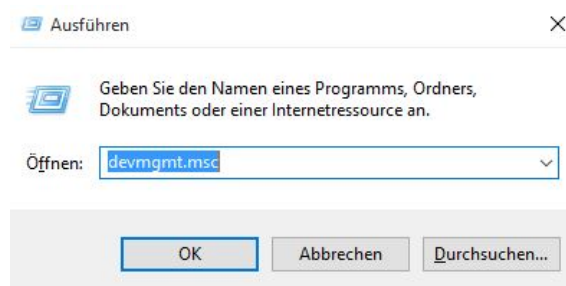 Ausführen
Geben Sie den Namen eines Programms, Ordners,
Dokuments oder einer Internetressource an.
Öffnen: devmgmt.msc
OK Abbrechen Durchsuchen...